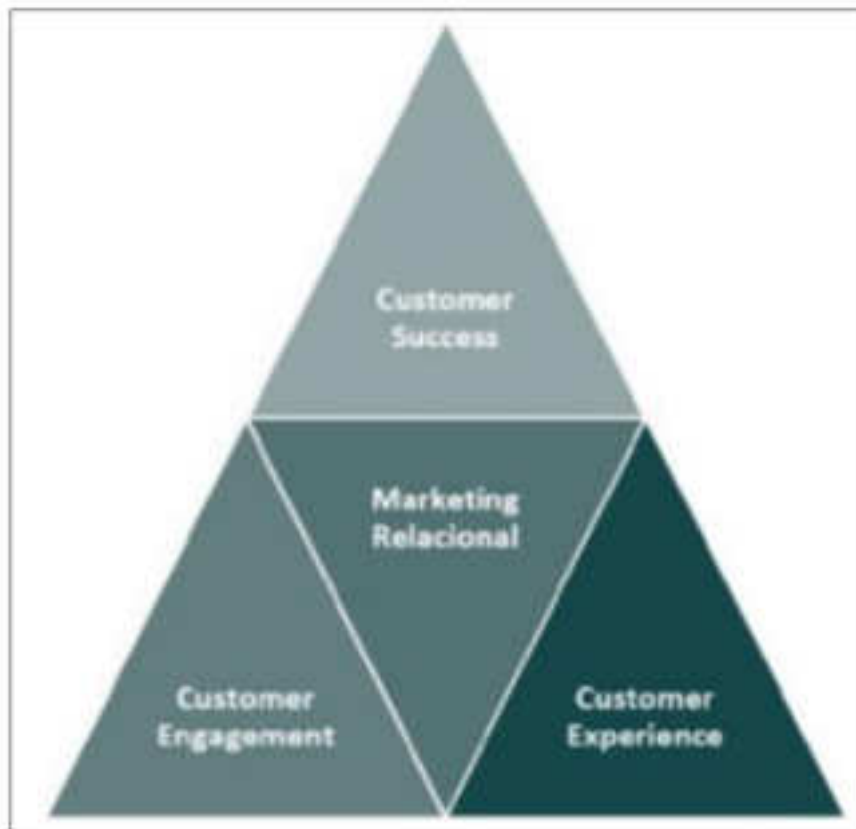 Customer
Success
Marketing
Relacional
Customer
Engagement
Customer
Experience